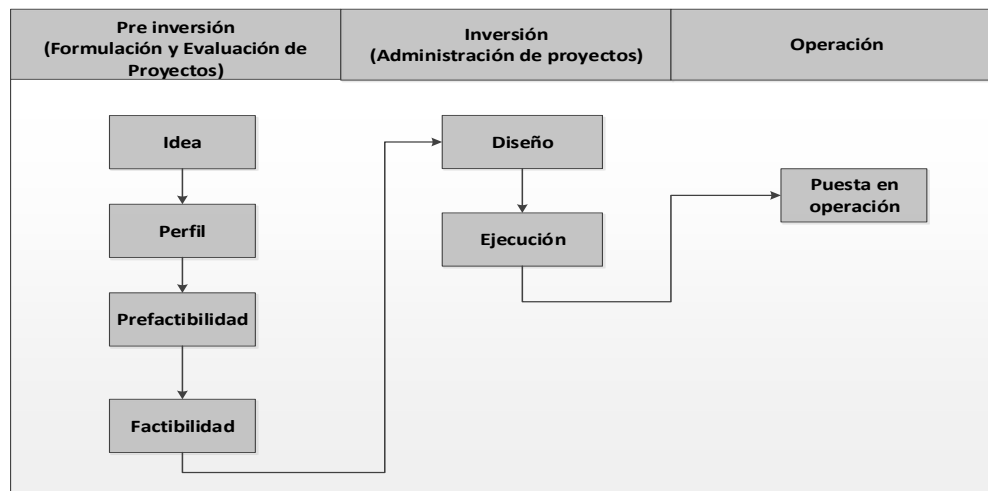 Pre inversión
(Formulación y Evaluación de
Proyectos)
Inversión
(Administración de proyectos)
Operación
Idea
Perfil
Prefactibilidad
Factibilidad
Diseño
Ejecución
Puesta en
operación